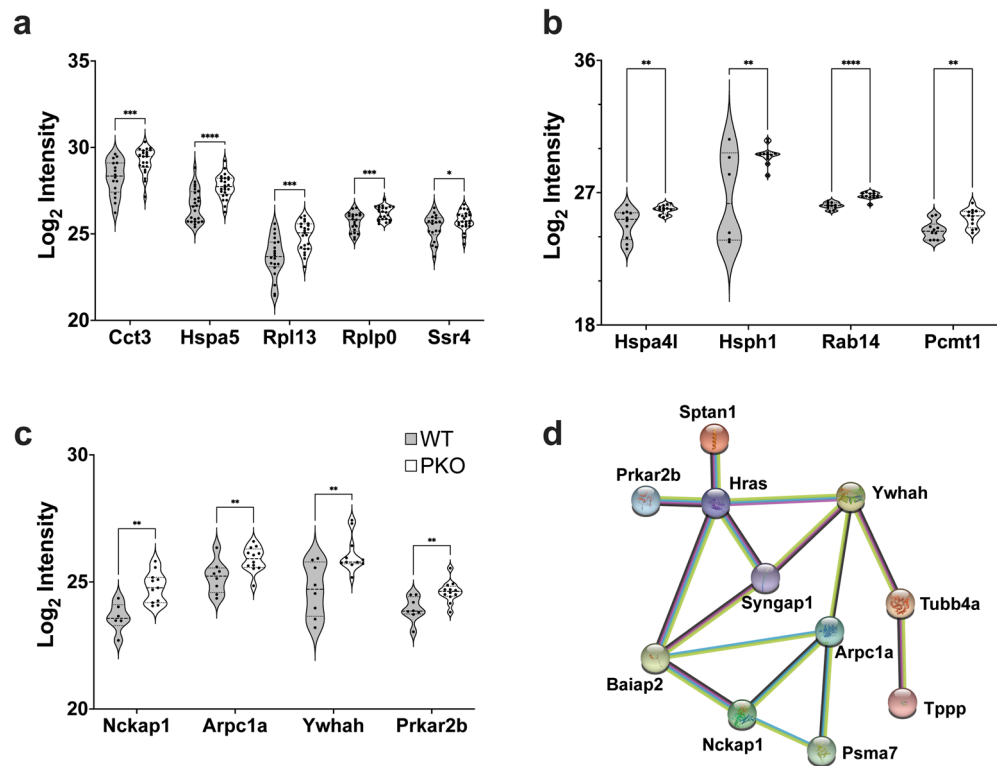 a
35
30
25
20
Log2 Intensity
***
****
***
***
*
Cct3 Hspa5 Rpl13 Rplp0 Ssr4
b
36
27
18
Log2 Intensity
**
**
****
**
Hspa4l Hsph1 Rab14 Pcmt1
c
30
25
20
Log2 Intensity
WT
PKO
**
**
**
**
Nckap1 Arpc1a Ywhah Prkar2b
d
Sptan1
Prkar2b
Hras
Ywhah
Syngap1
Tubb4a
Arpc1a
Baiap2
Tppp
Nckap1
Psma7